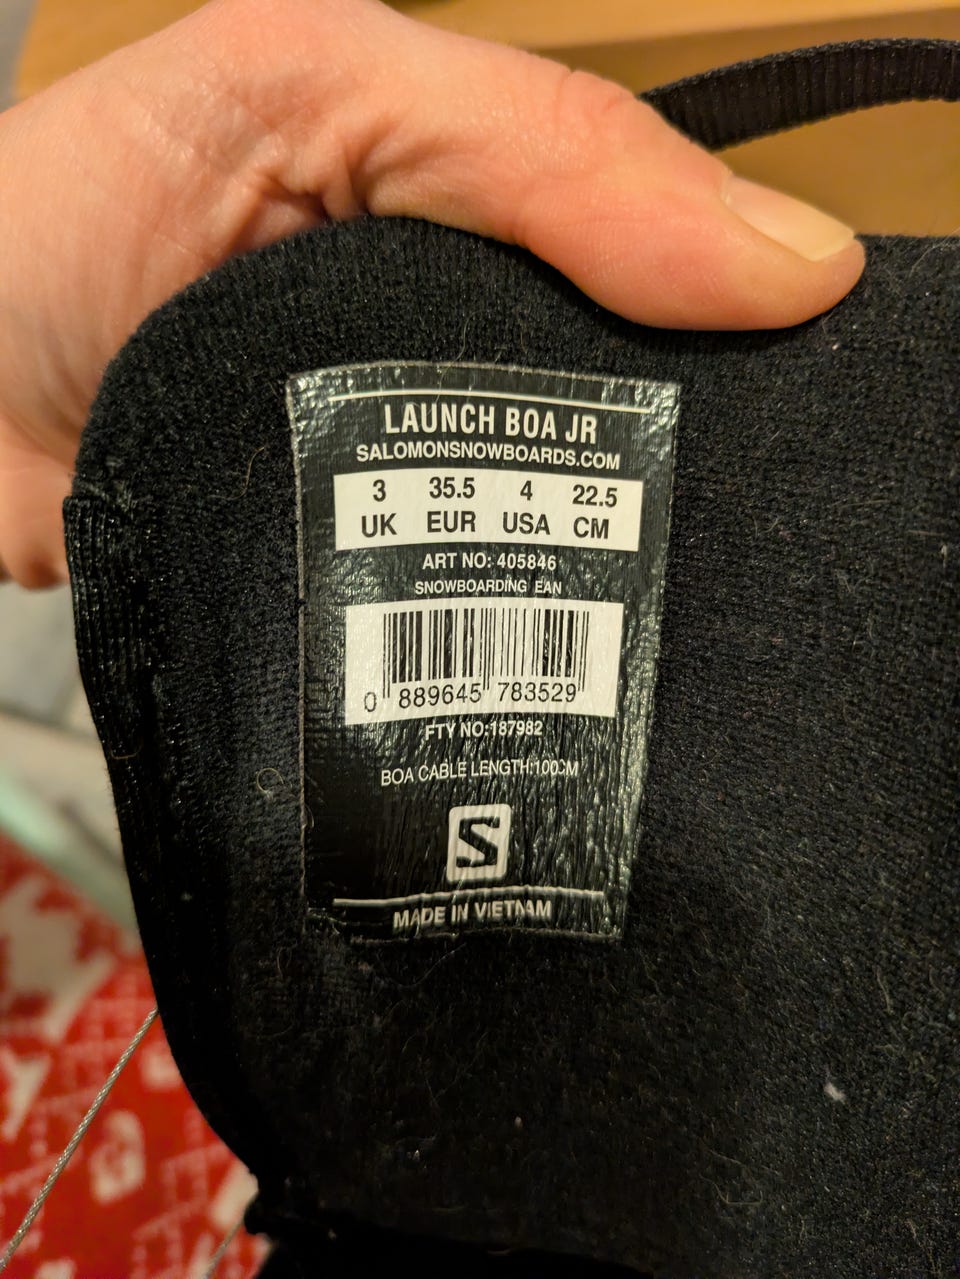 LAUNCH BOA JR
SALOMONSNOWBOARDS.COM
3 35.5 4 22.5
UK EUR USA CM
ART NO: 405846
SNOWBOARDING EAN
0 889645 783529
FTY NO:187982
BOA CABLE LENGTH:100CM
S
MADE IN VIETNAM